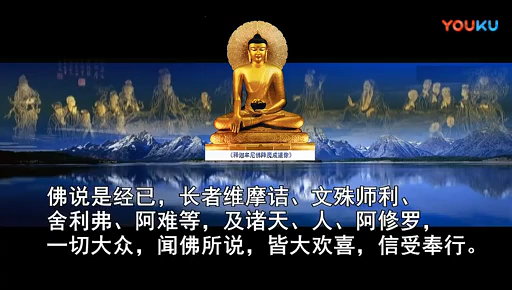 YOUKU
佛说是经已，长者维摩诘、文殊师利、
舍利弗、阿难等，及诸天、人、阿修罗，
一切大众，闻佛所说，皆大欢喜，信受奉行。